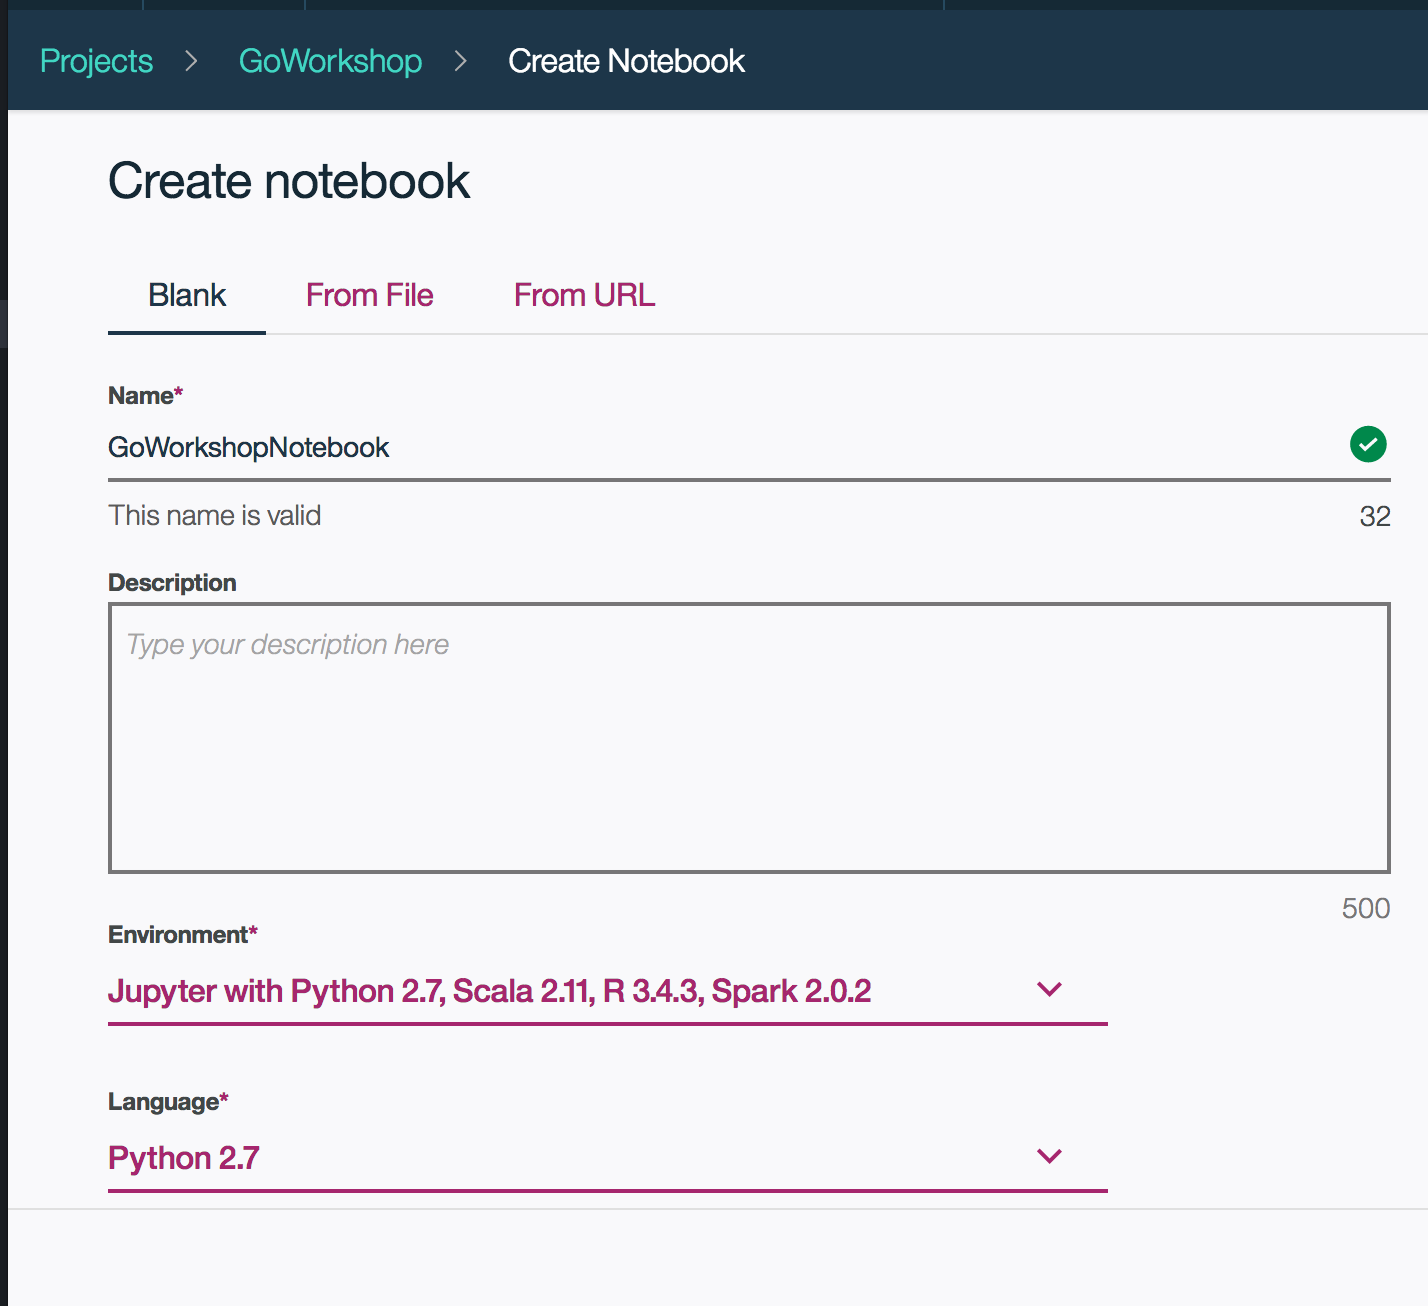 Projects > GoWorkshop > Create Notebook
Create notebook
Blank From File From URL
Name*
GoWorkshopNotebook
This name is valid 32
Description
Type your description here
500
Environment*
Jupyter with Python 2.7, Scala 2.11, R 3.4.3, Spark 2.0.2
Language*
Python 2.7